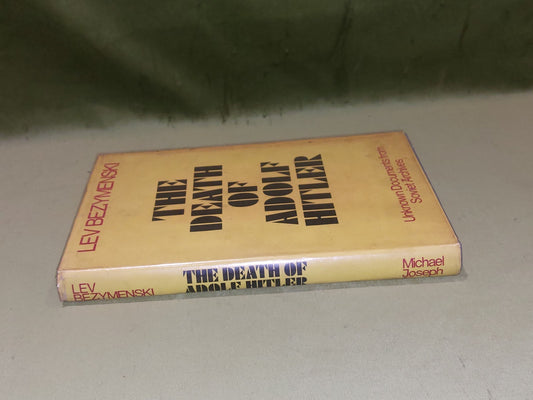 LEV BEZYMENSKI
THE
DEATH
OF
ADOLF
HITLER
Unknown Documents from
Soviet Archives
LEV
BEZYMENSKI
THE DEATH OF
ADOLF HITLER
Michael
Joseph